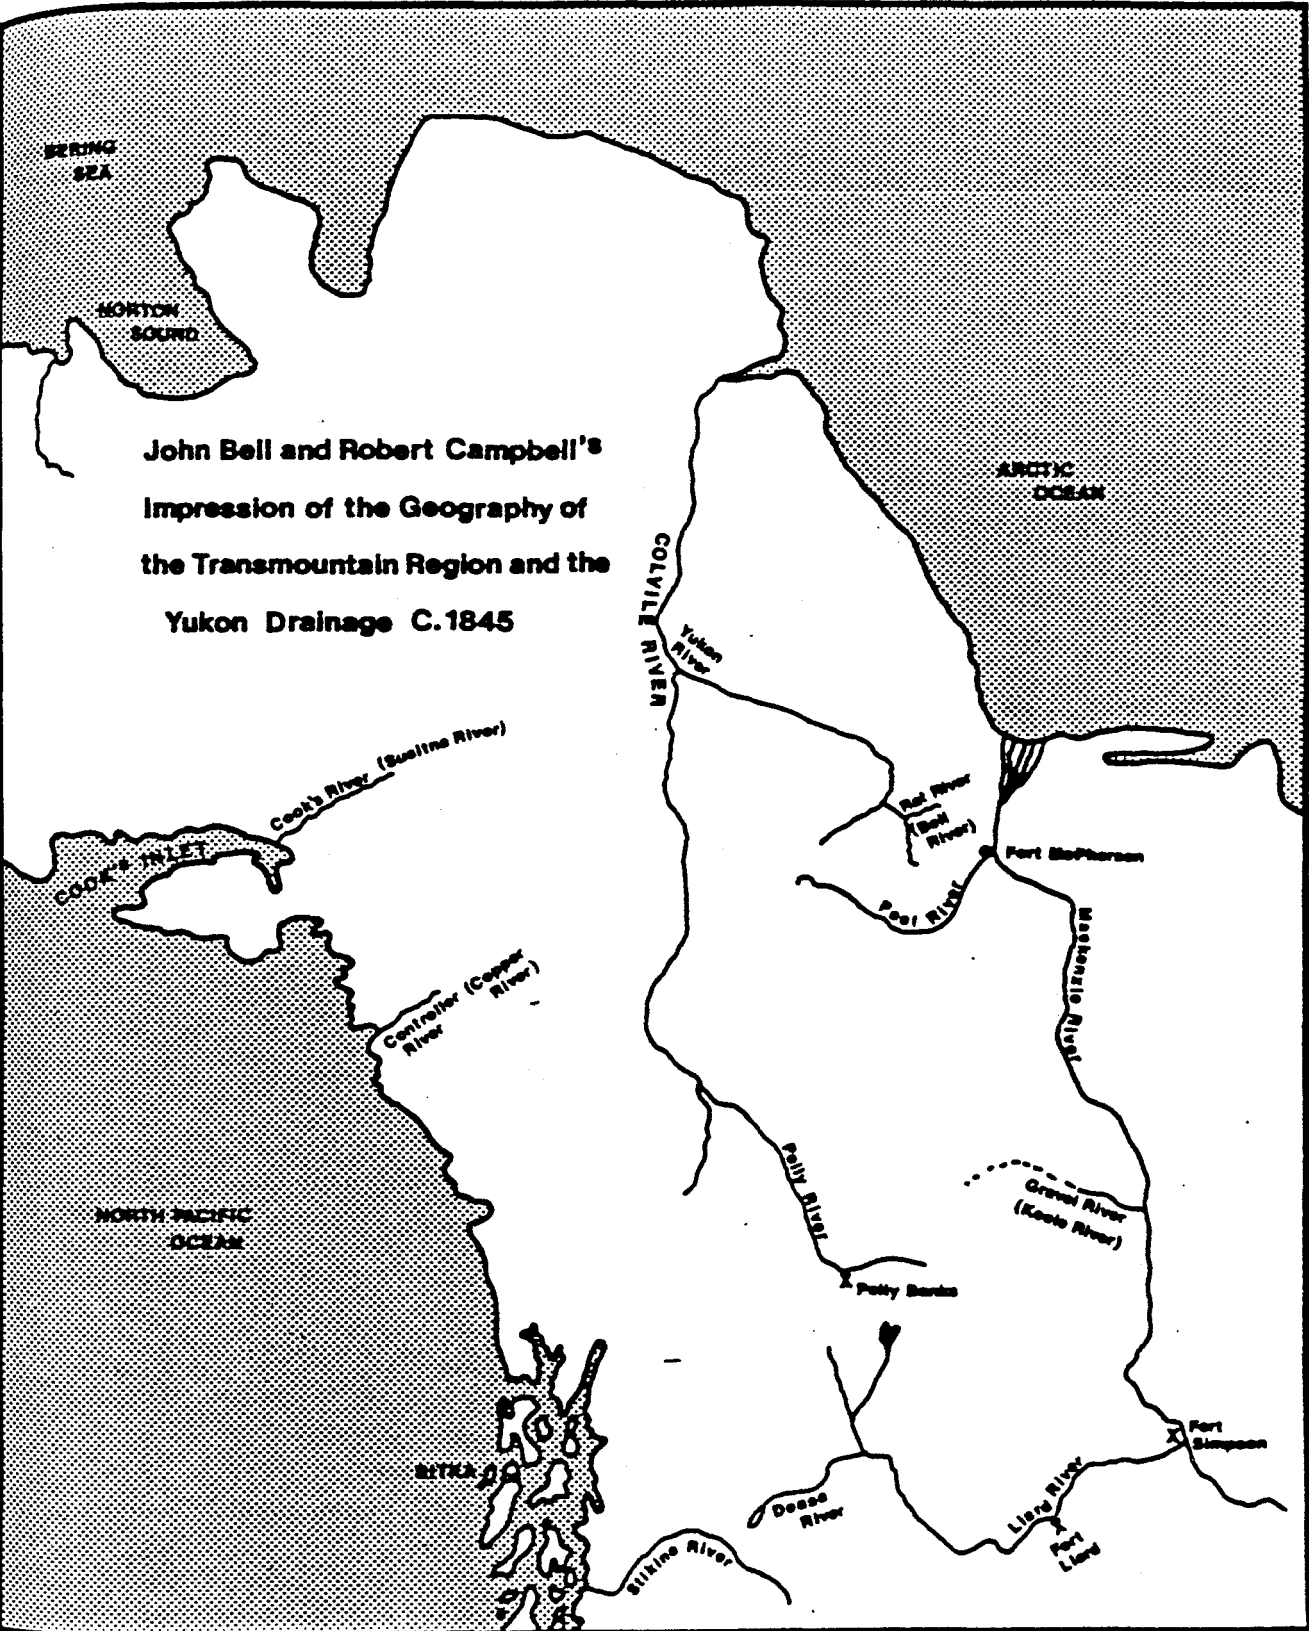 BERING
SEA
NORTON
SOUND
John Bell and Robert Campbell's
Impression of the Geography of
the Transmountain Region and the
Yukon Drainage C.1845
ARCTIC
OCEAN
COLVILE RIVER
Yukon
River
Cook's River (Susitna River)
COOK'S INLET
Rat River
(Bell
River)
Fort McPherson
Peel River
Mackenzie River
Controller (Copper
River River)
Pelly River
Gravel River
(Keele River)
NORTH PACIFIC
OCEAN
Pelly Banks
SITKA
Fort
Simpson
Liard River
Dease
River
Fort
Liard
Stikine River